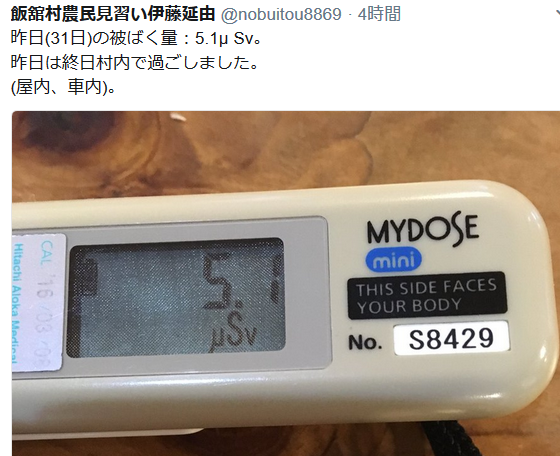 飯舘村農民見習い伊藤延由 @nobuitou8869 · 4時間
昨日(31日)の被ばく量：5.1μ Sv。
昨日は終日村内で過ごしました。
(屋内、車内)。
MYDOSE
mini
THIS SIDE FACES
YOUR BODY
No. S8429
5.1
μSv
CAL '16/03
Hitachi Aloka Medical